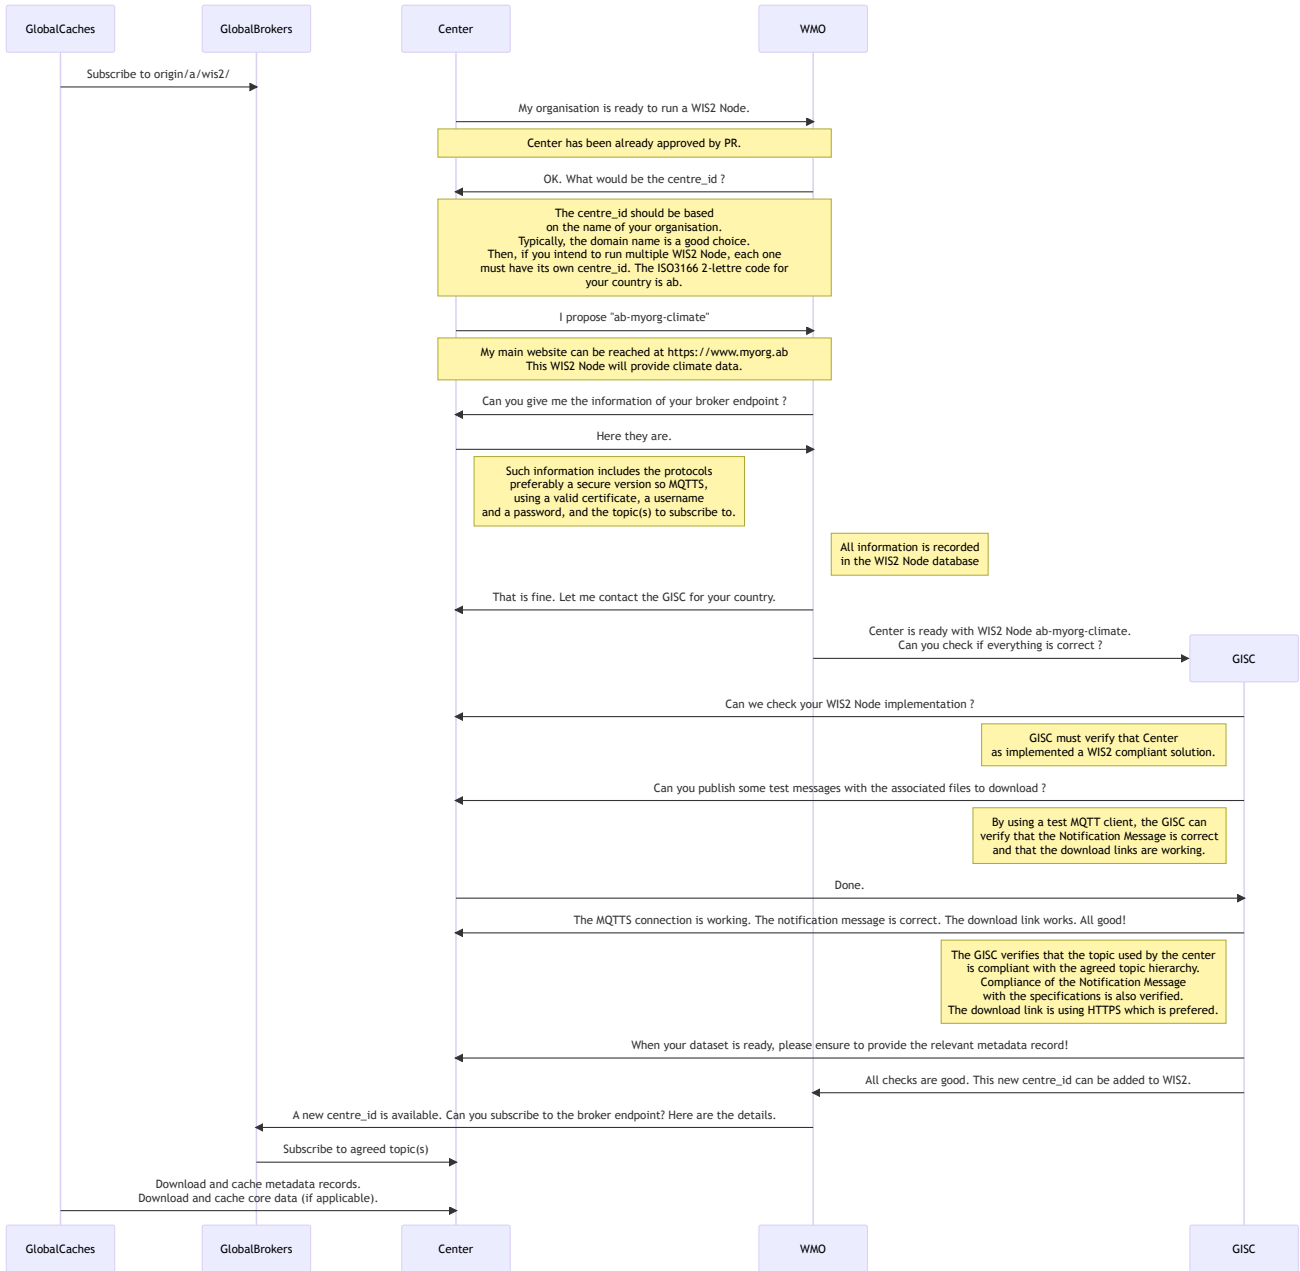 GlobalCaches
GlobalBrokers
Center
WMO
Subscribe to origin/a/wis2/
My organisation is ready to run a WIS2 Node.
Center has been already approved by PR.
OK. What would be the centre_id ?
The centre_id should be based
on the name of your organisation.
Typically, the domain name is a good choice.
Then, if you intend to run multiple WIS2 Node, each one
must have its own centre_id. The ISO3166 2-lettre code for
your country is ab.
I propose "ab-myorg-climate"
My main website can be reached at https://www.myorg.ab
This WIS2 Node will provide climate data.
Can you give me the information of your broker endpoint ?
Here they are.
Such information includes the protocols
preferably a secure version so MQTTS,
using a valid certificate, a username
and a password, and the topic(s) to subscribe to.
All information is recorded
in the WIS2 Node database
That is fine. Let me contact the GISC for your country.
Center is ready with WIS2 Node ab-myorg-climate.
Can you check if everything is correct ?
GISC
Can we check your WIS2 Node implementation ?
GISC must verify that Center
as implemented a WIS2 compliant solution.
Can you publish some test messages with the associated files to download ?
By using a test MQTT client, the GISC can
verify that the Notification Message is correct
and that the download links are working.
Done.
The MQTTS connection is working. The notification message is correct. The download link works. All good!
The GISC verifies that the topic used by the center
is compliant with the agreed topic hierarchy.
Compliance of the Notification Message
with the specifications is also verified.
The download link is using HTTPS which is prefered.
When your dataset is ready, please ensure to provide the relevant metadata record!
All checks are good. This new centre_id can be added to WIS2.
A new centre_id is available. Can you subscribe to the broker endpoint? Here are the details.
Subscribe to agreed topic(s)
Download and cache metadata records.
Download and cache core data (if applicable).
GlobalCaches
GlobalBrokers
Center
WMO
GISC